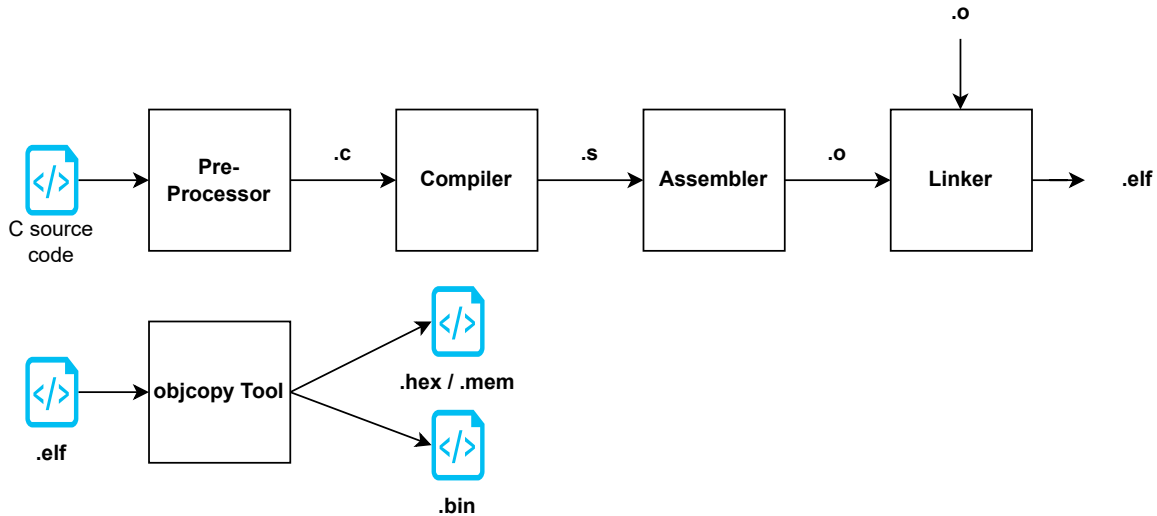 .o
Pre-
Processor
.c
Compiler
.s
Assembler
.o
Linker
.elf
C source
code
objcopy Tool
.hex / .mem
.elf
.bin